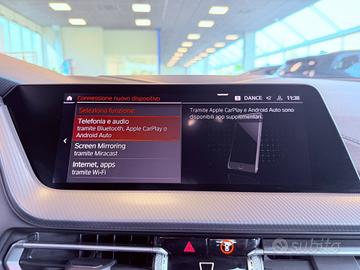 Connessione nuovo dispositivo
DANCE
11:38
Seleziona funzione:
Telefonia e audio
tramite Bluetooth, Apple CarPlay o
Android Auto
Screen Mirroring
tramite Miracast
Internet, apps
tramite Wi-Fi
Tramite Apple CarPlay e Android Auto sono
disponibili app supplementari.
subito